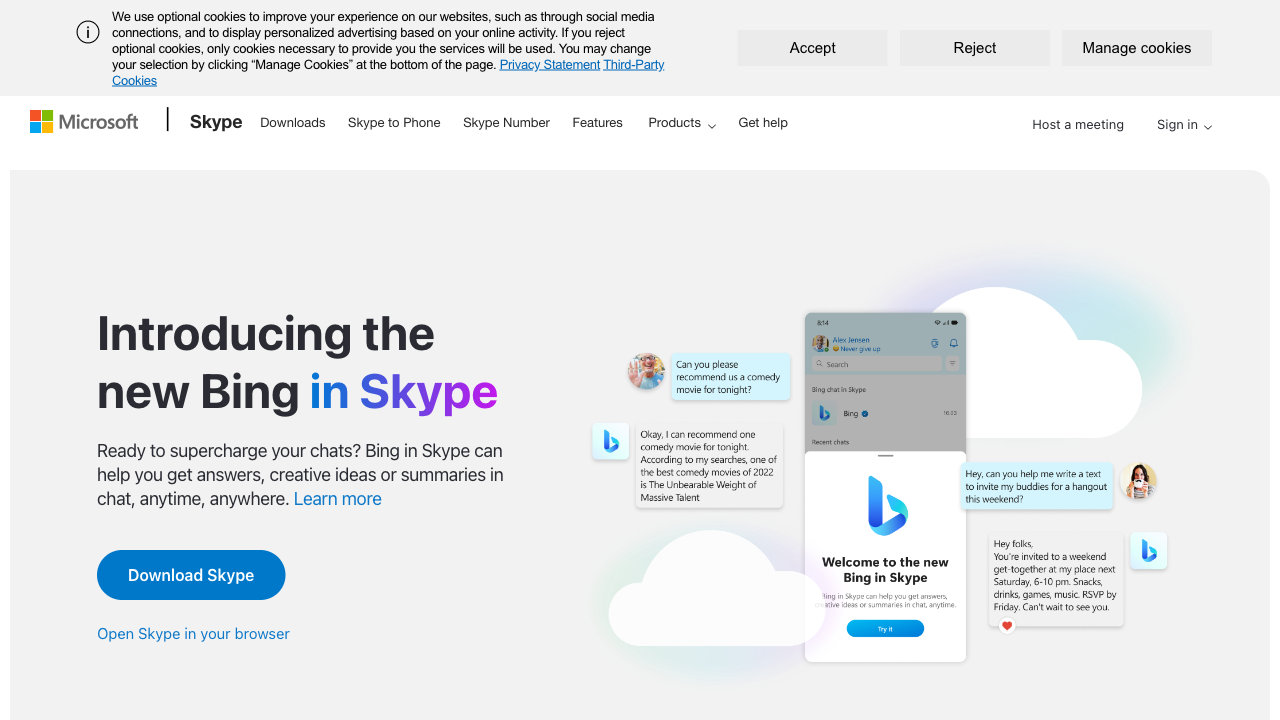 We use optional cookies to improve your experience on our websites, such as through social media
connections, and to display personalized advertising based on your online activity. If you reject
optional cookies, only cookies necessary to provide you the services will be used. You may change
your selection by clicking “Manage Cookies” at the bottom of the page. Privacy Statement Third-Party
Cookies
Accept
Reject
Manage cookies
Microsoft
Skype
Downloads
Skype to Phone
Skype Number
Features
Products
Get help
Host a meeting
Sign in
Introducing the
new Bing in Skype
Ready to supercharge your chats? Bing in Skype can
help you get answers, creative ideas or summaries in
chat, anytime, anywhere. Learn more
Download Skype
Open Skype in your browser
Can you please
recommend us a comedy
movie for tonight?
Okay, I can recommend one
comedy movie for tonight.
According to my searches, one of
the best comedy movies of 2022
is The Unbearable Weight of
Massive Talent
8:14
Alex Jensen
Never give up
Search
Bing chat in Skype
Bing
16:03
Recent chats
Welcome to the new
Bing in Skype
Bing in Skype can help you get answers,
creative ideas or summaries in chat, anytime.
Try it
Hey, can you help me write a text
to invite my buddies for a hangout
this weekend?
Hey folks,
You're invited to a weekend
get-together at my place next
Saturday, 6-10 pm. Snacks,
drinks, games, music. RSVP by
Friday. Can't wait to see you.